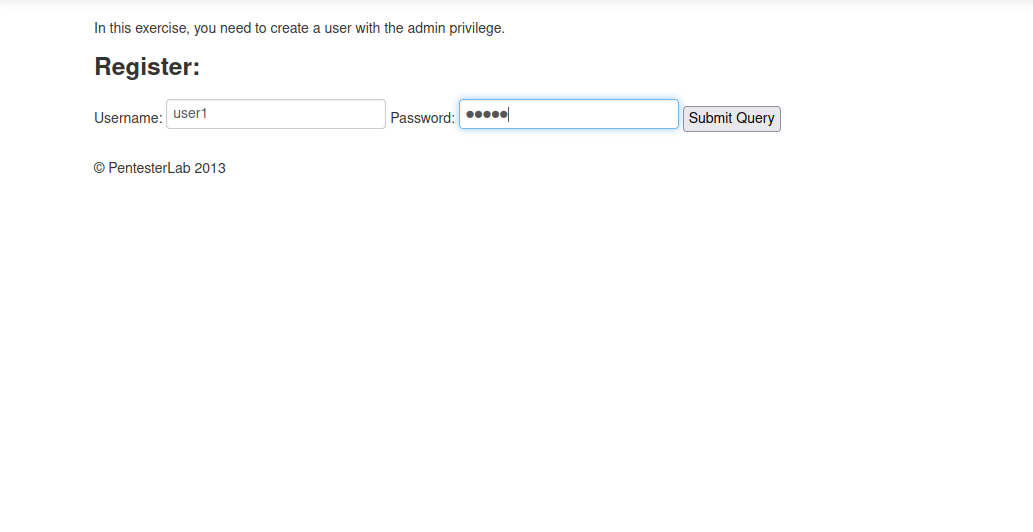 In this exercise, you need to create a user with the admin privilege.
Register:
Username: user1 Password: ●●●●● Submit Query
© PentesterLab 2013